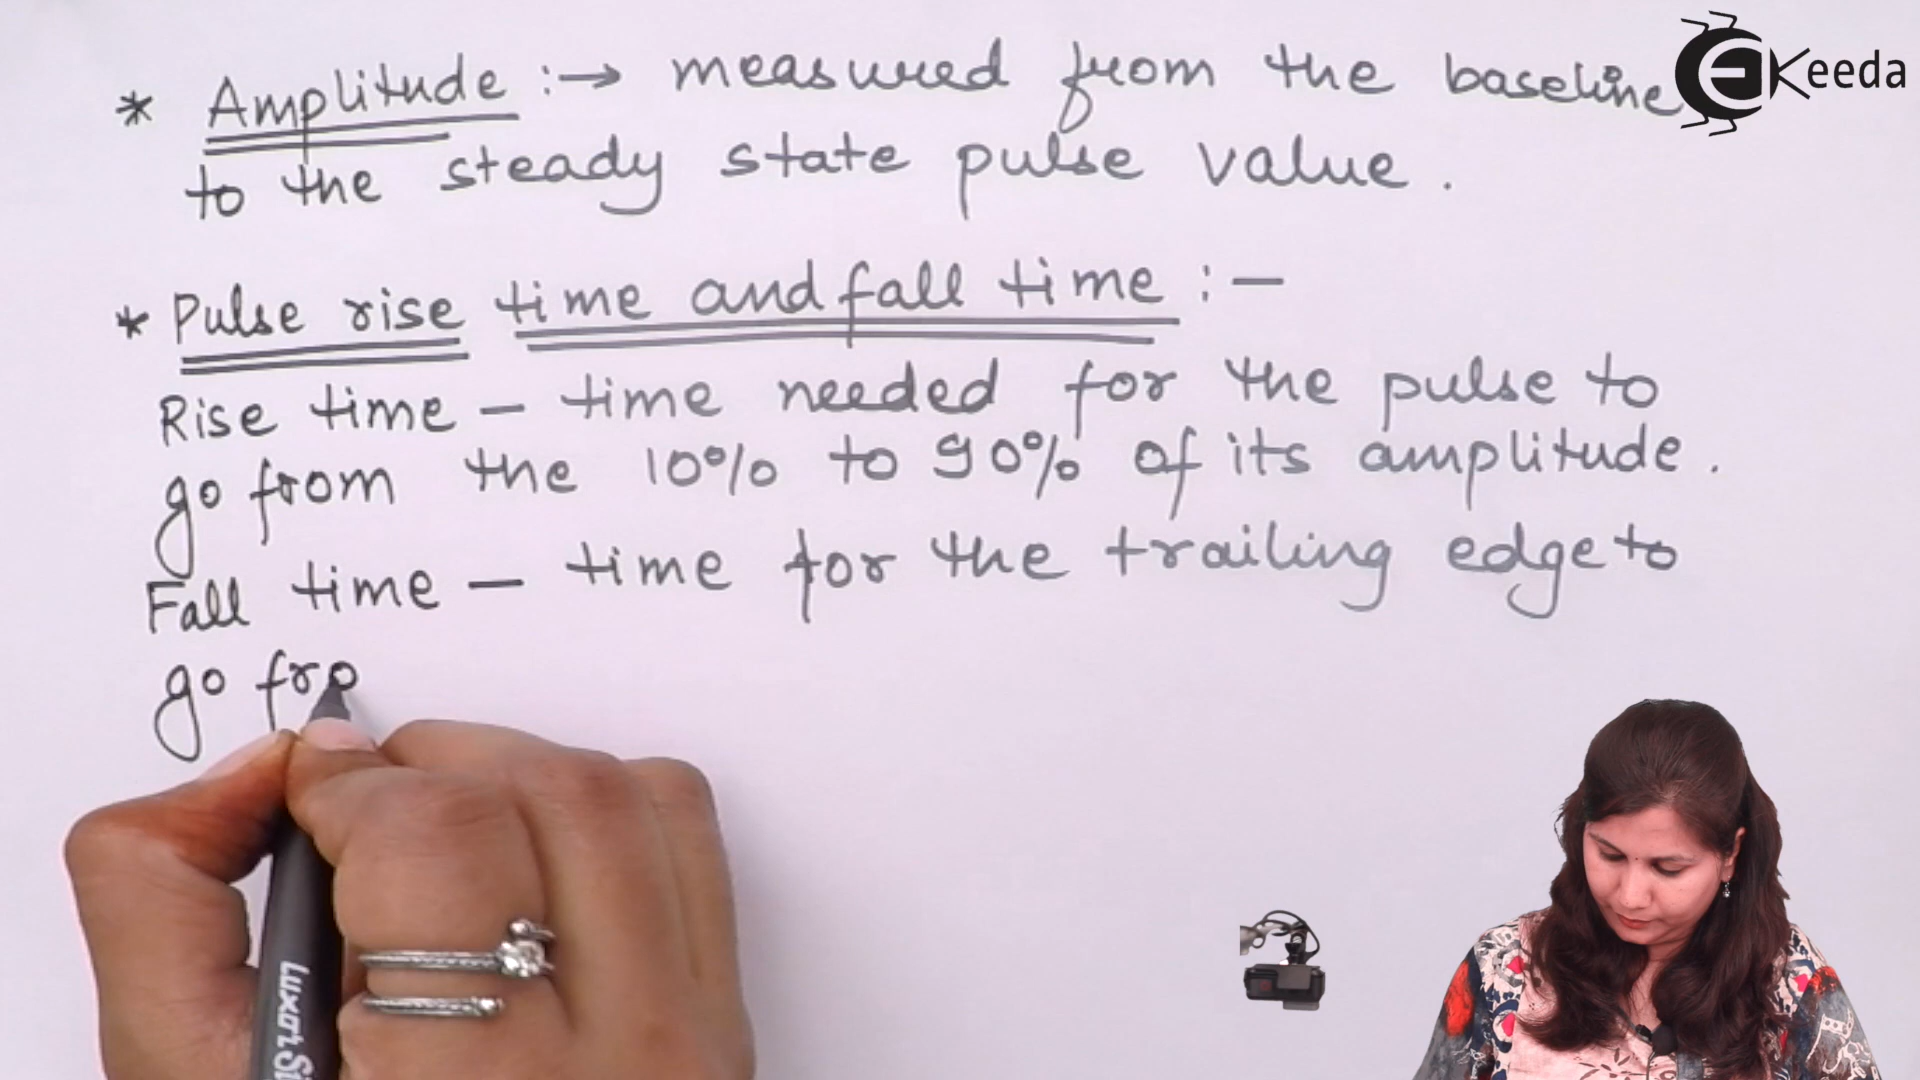 * Amplitude :→ measured from the baseline
to the steady state pulse value.
* Pulse rise time and fall time :-
Rise time - time needed for the pulse to
go from the 10% to 90% of its amplitude.
Fall time - time for the trailing edge to
go fro
EKeeda
Luxor